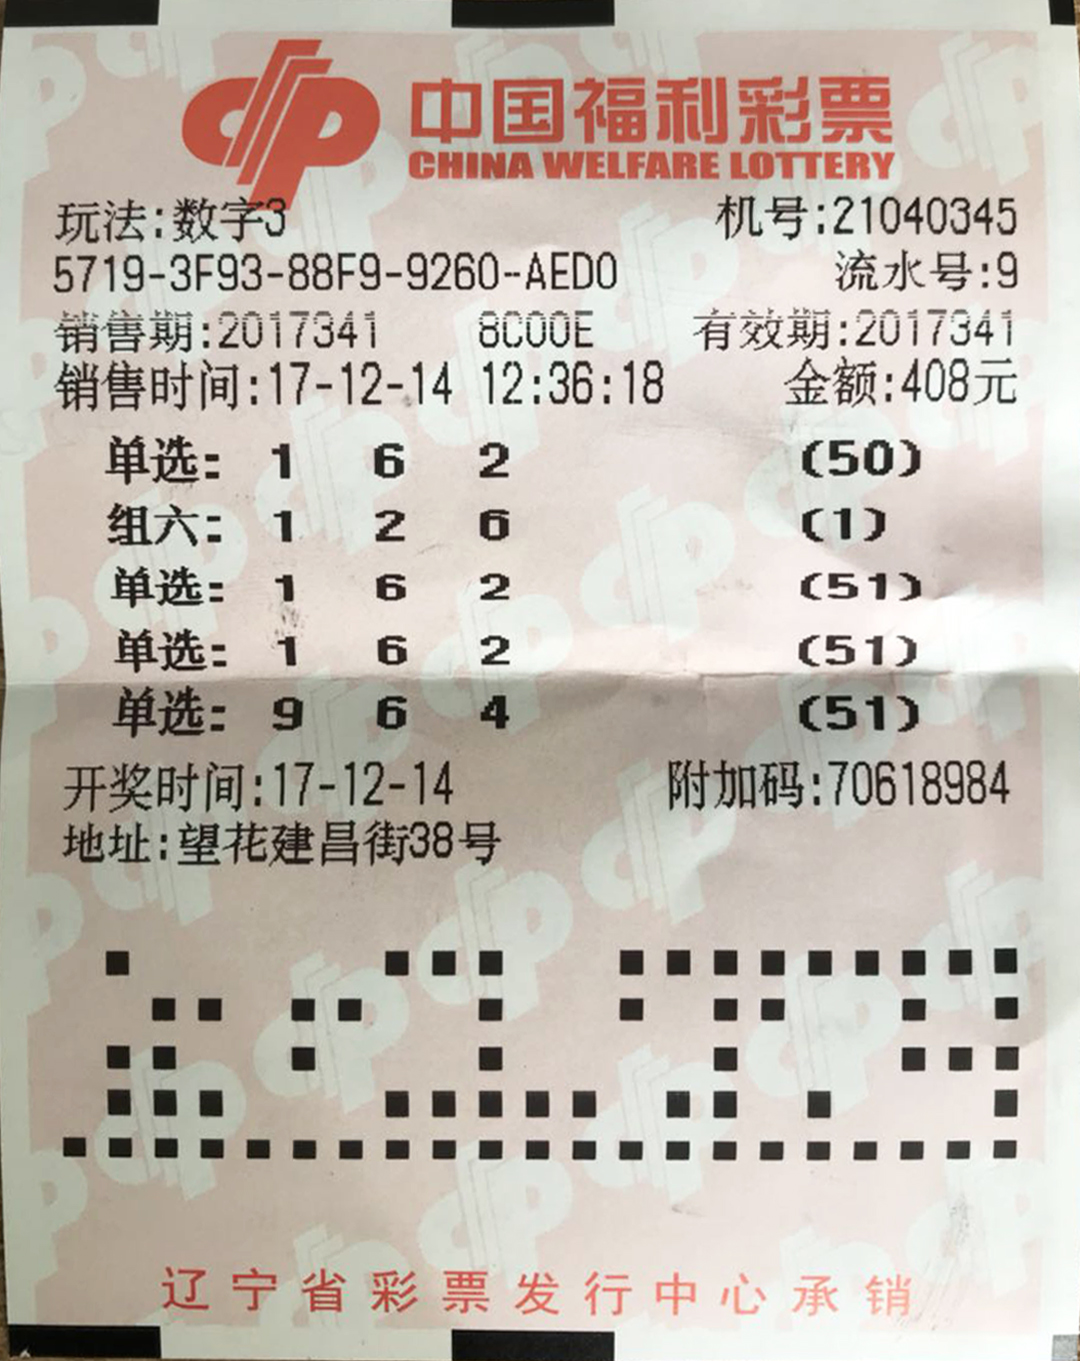 中国福利彩票
CHINA WELFARE LOTTERY
玩法:数字3 机号:21040345
5719-3F93-88F9-9260-AED0 流水号:9
销售期:2017341 8C00E 有效期:2017341
销售时间:17-12-14 12:36:18 金额:408元
单选: 1 6 2 (50)
组六: 1 2 6 (1)
单选: 1 6 2 (51)
单选: 1 6 2 (51)
单选: 9 6 4 (51)
开奖时间:17-12-14 附加码:70618984
地址:望花建昌街38号
辽宁省彩票发行中心承销